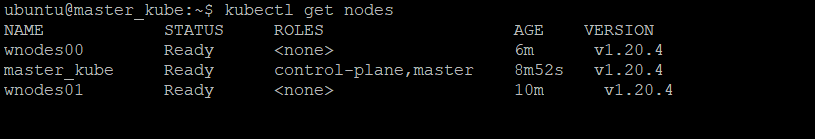 ubuntu@master_kube:~$ kubectl get nodes
NAME STATUS ROLES AGE VERSION
wnodes00 Ready <none> 6m v1.20.4
master_kube Ready control-plane,master 8m52s v1.20.4
wnodes01 Ready <none> 10m v1.20.4